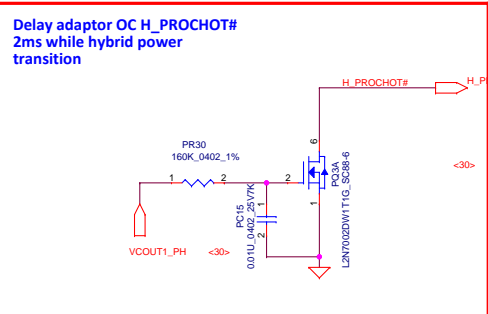 Delay adaptor OC H_PROCHOT#
2ms while hybrid power
transition
H_PROCHOT#
H_P
6
PR30
160K_0402_1%
<30>
1
2
2
PQ3A
L2N7002DW1T1G_SC88-6
1
1
PC15
0.01U_0402_25V7K
2
VCOUT1_PH
<30>